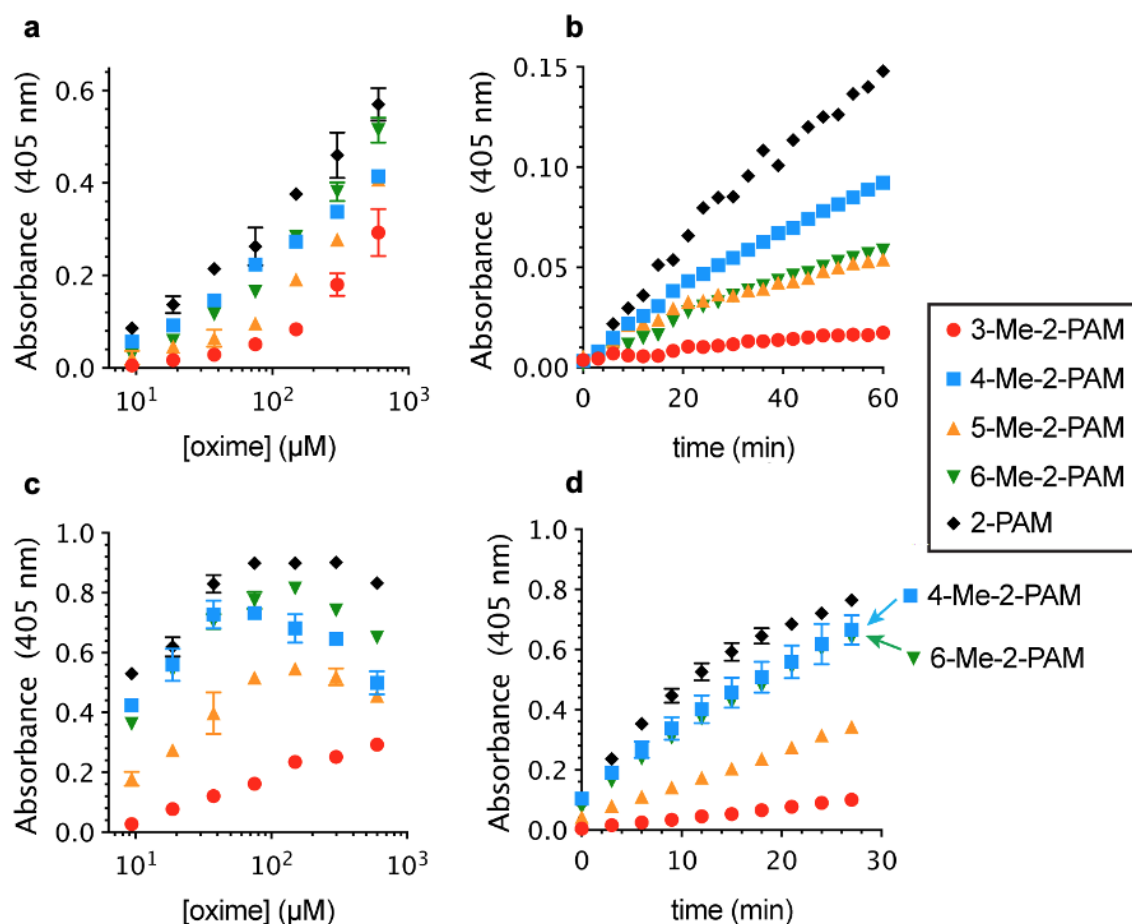 a
Absorbance (405 nm)
0.6
0.4
0.2
0.0
10¹
10²
10³
[oxime] (µM)
b
Absorbance (405 nm)
0.15
0.10
0.05
0.00
0
20
40
60
time (min)
3-Me-2-PAM
4-Me-2-PAM
5-Me-2-PAM
6-Me-2-PAM
2-PAM
c
Absorbance (405 nm)
1.0
0.8
0.6
0.4
0.2
0.0
10¹
10²
10³
[oxime] (µM)
d
Absorbance (405 nm)
1.0
0.8
0.6
0.4
0.2
0.0
0
10
20
30
time (min)
4-Me-2-PAM
6-Me-2-PAM